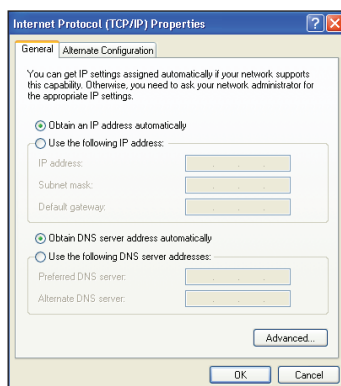 Internet Protocol (TCP/IP) Properties
General
Alternate Configuration
You can get IP settings assigned automatically if your network supports
this capability. Otherwise, you need to ask your network administrator for
the appropriate IP settings.
Obtain an IP address automatically
Use the following IP address:
IP address:
Subnet mask:
Default gateway:
Obtain DNS server address automatically
Use the following DNS server addresses:
Preferred DNS server:
Alternate DNS server:
Advanced...
OK
Cancel